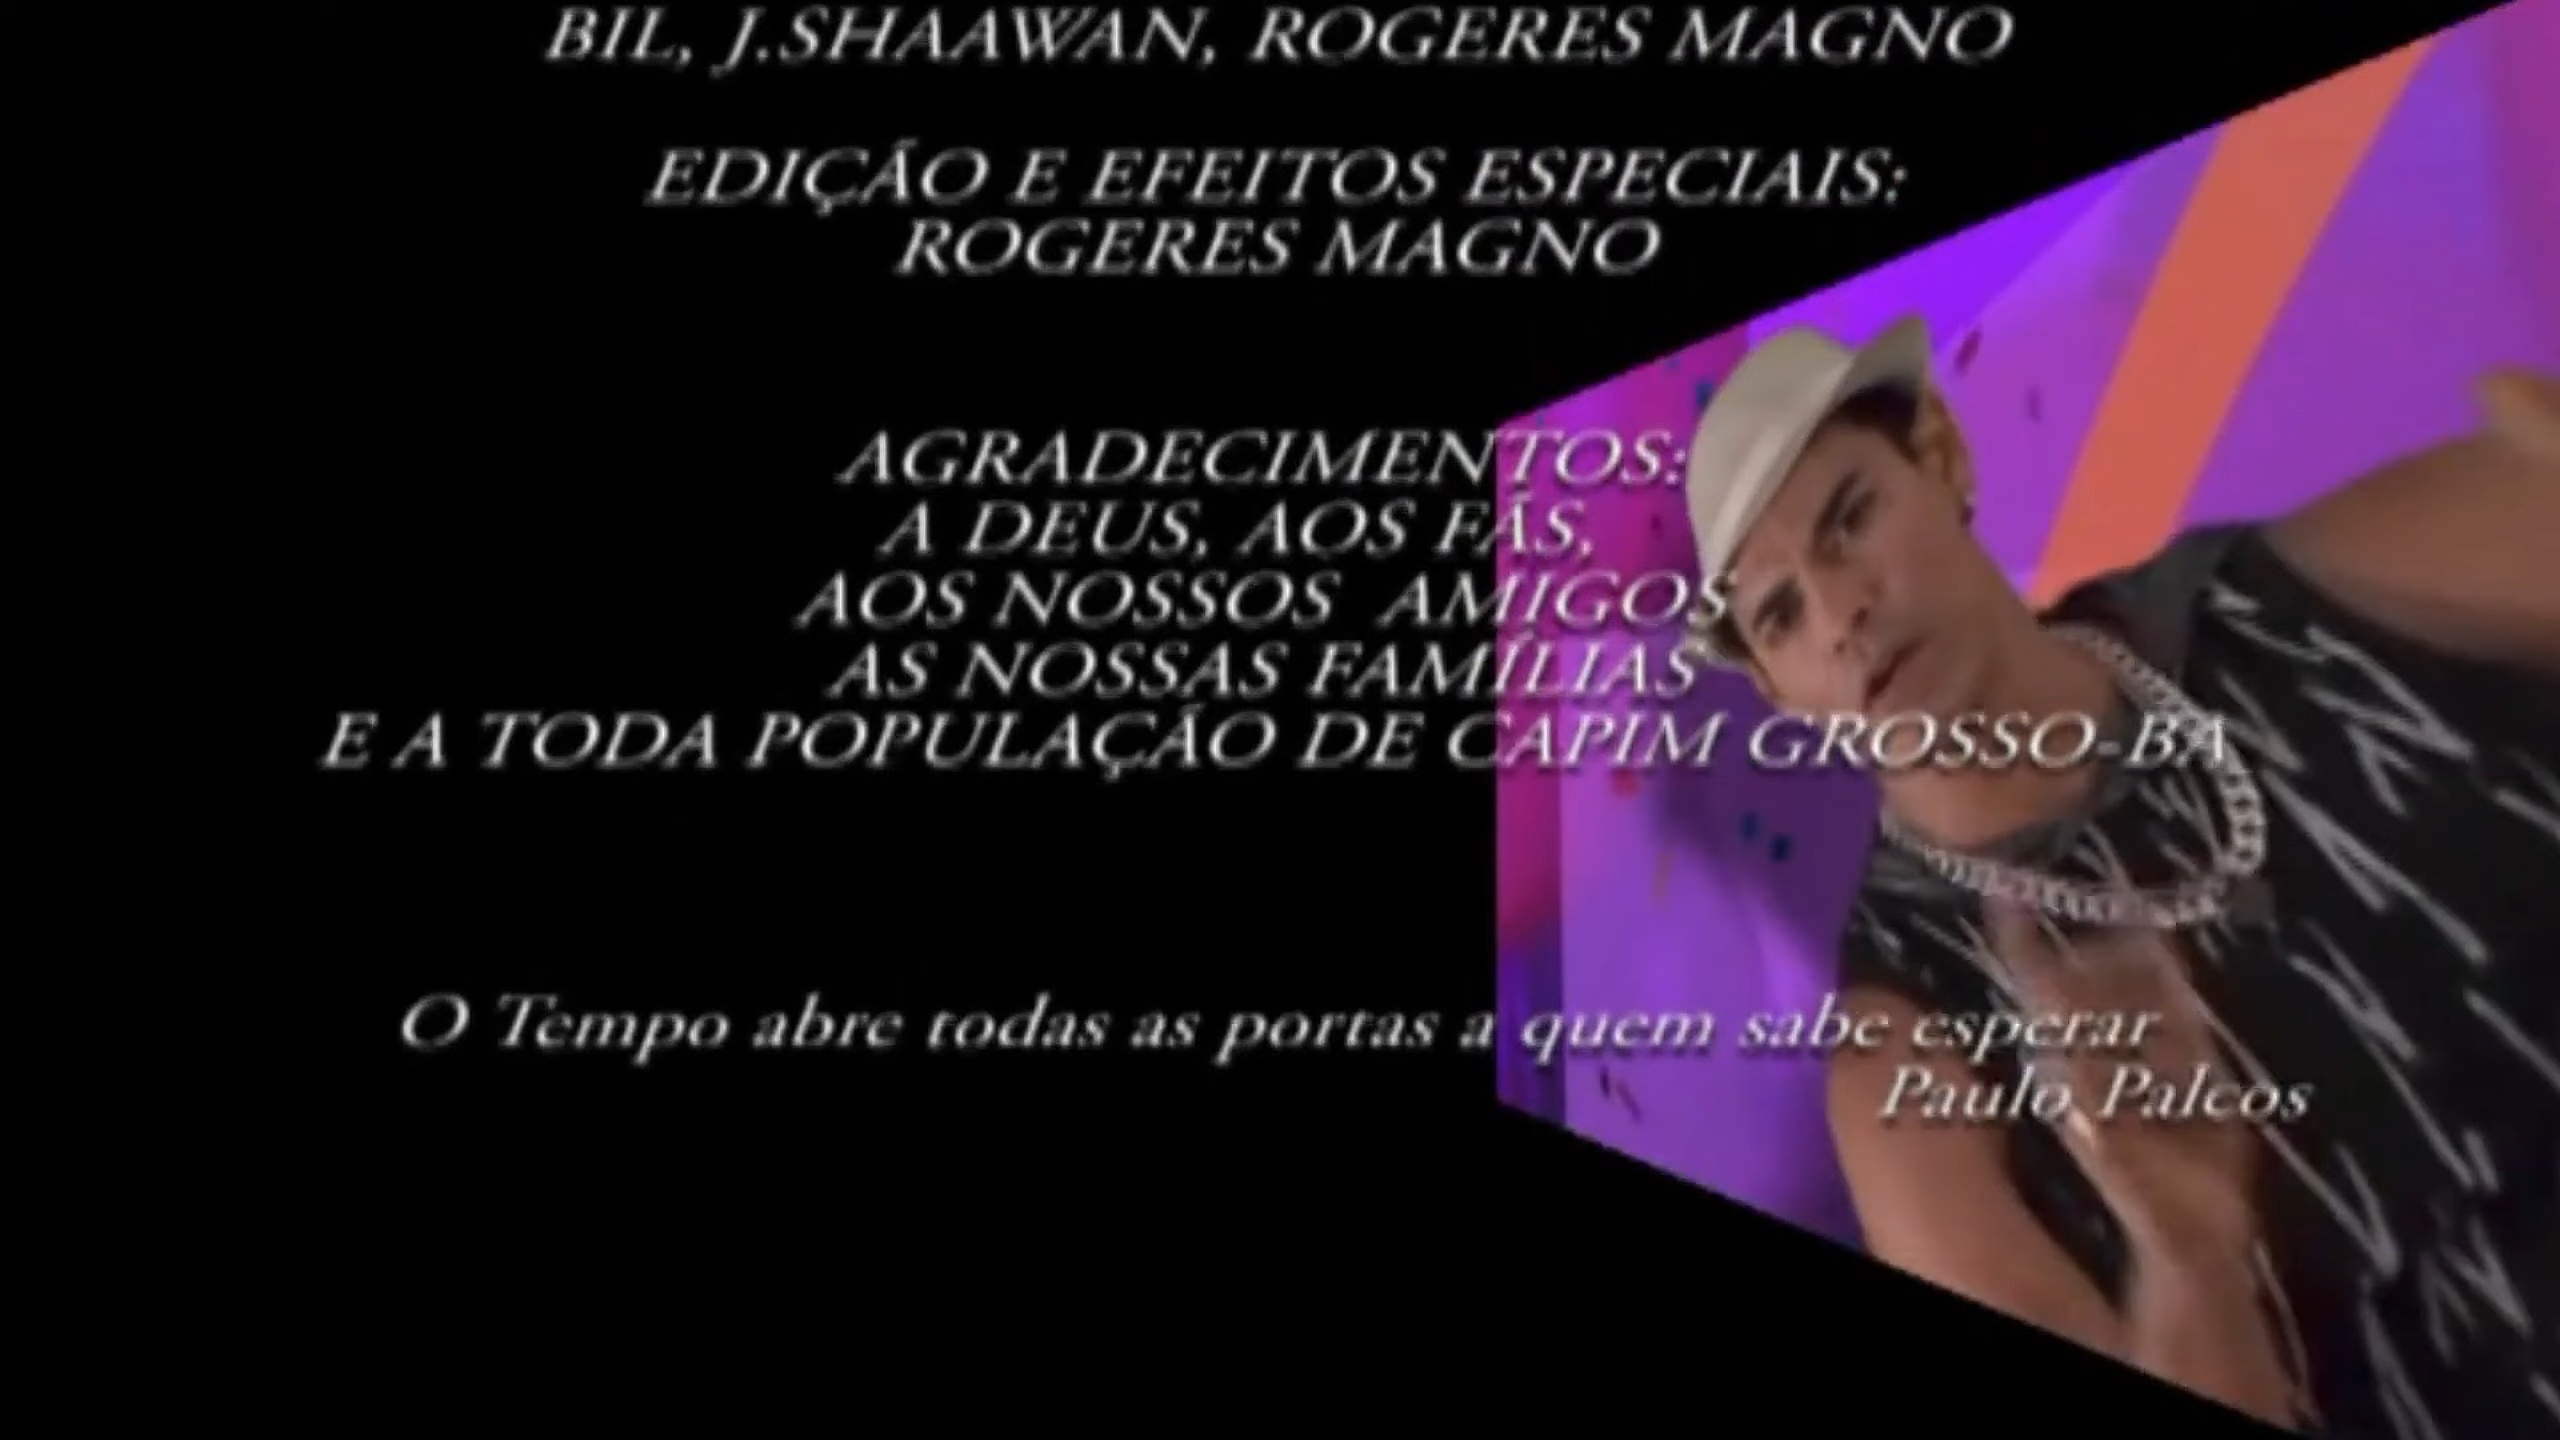 BIL, J.SHAAWAN, ROGERES MAGNO
EDIÇÃO E EFEITOS ESPECIAIS:
ROGERES MAGNO
AGRADECIMENTOS:
A DEUS, AOS FÃS,
AOS NOSSOS AMIGOS
AS NOSSAS FAMÍLIAS
E A TODA POPULAÇÃO DE CAPIM GROSSO-BA
O Tempo abre todas as portas a quem sabe esperar
Paulo Palcos